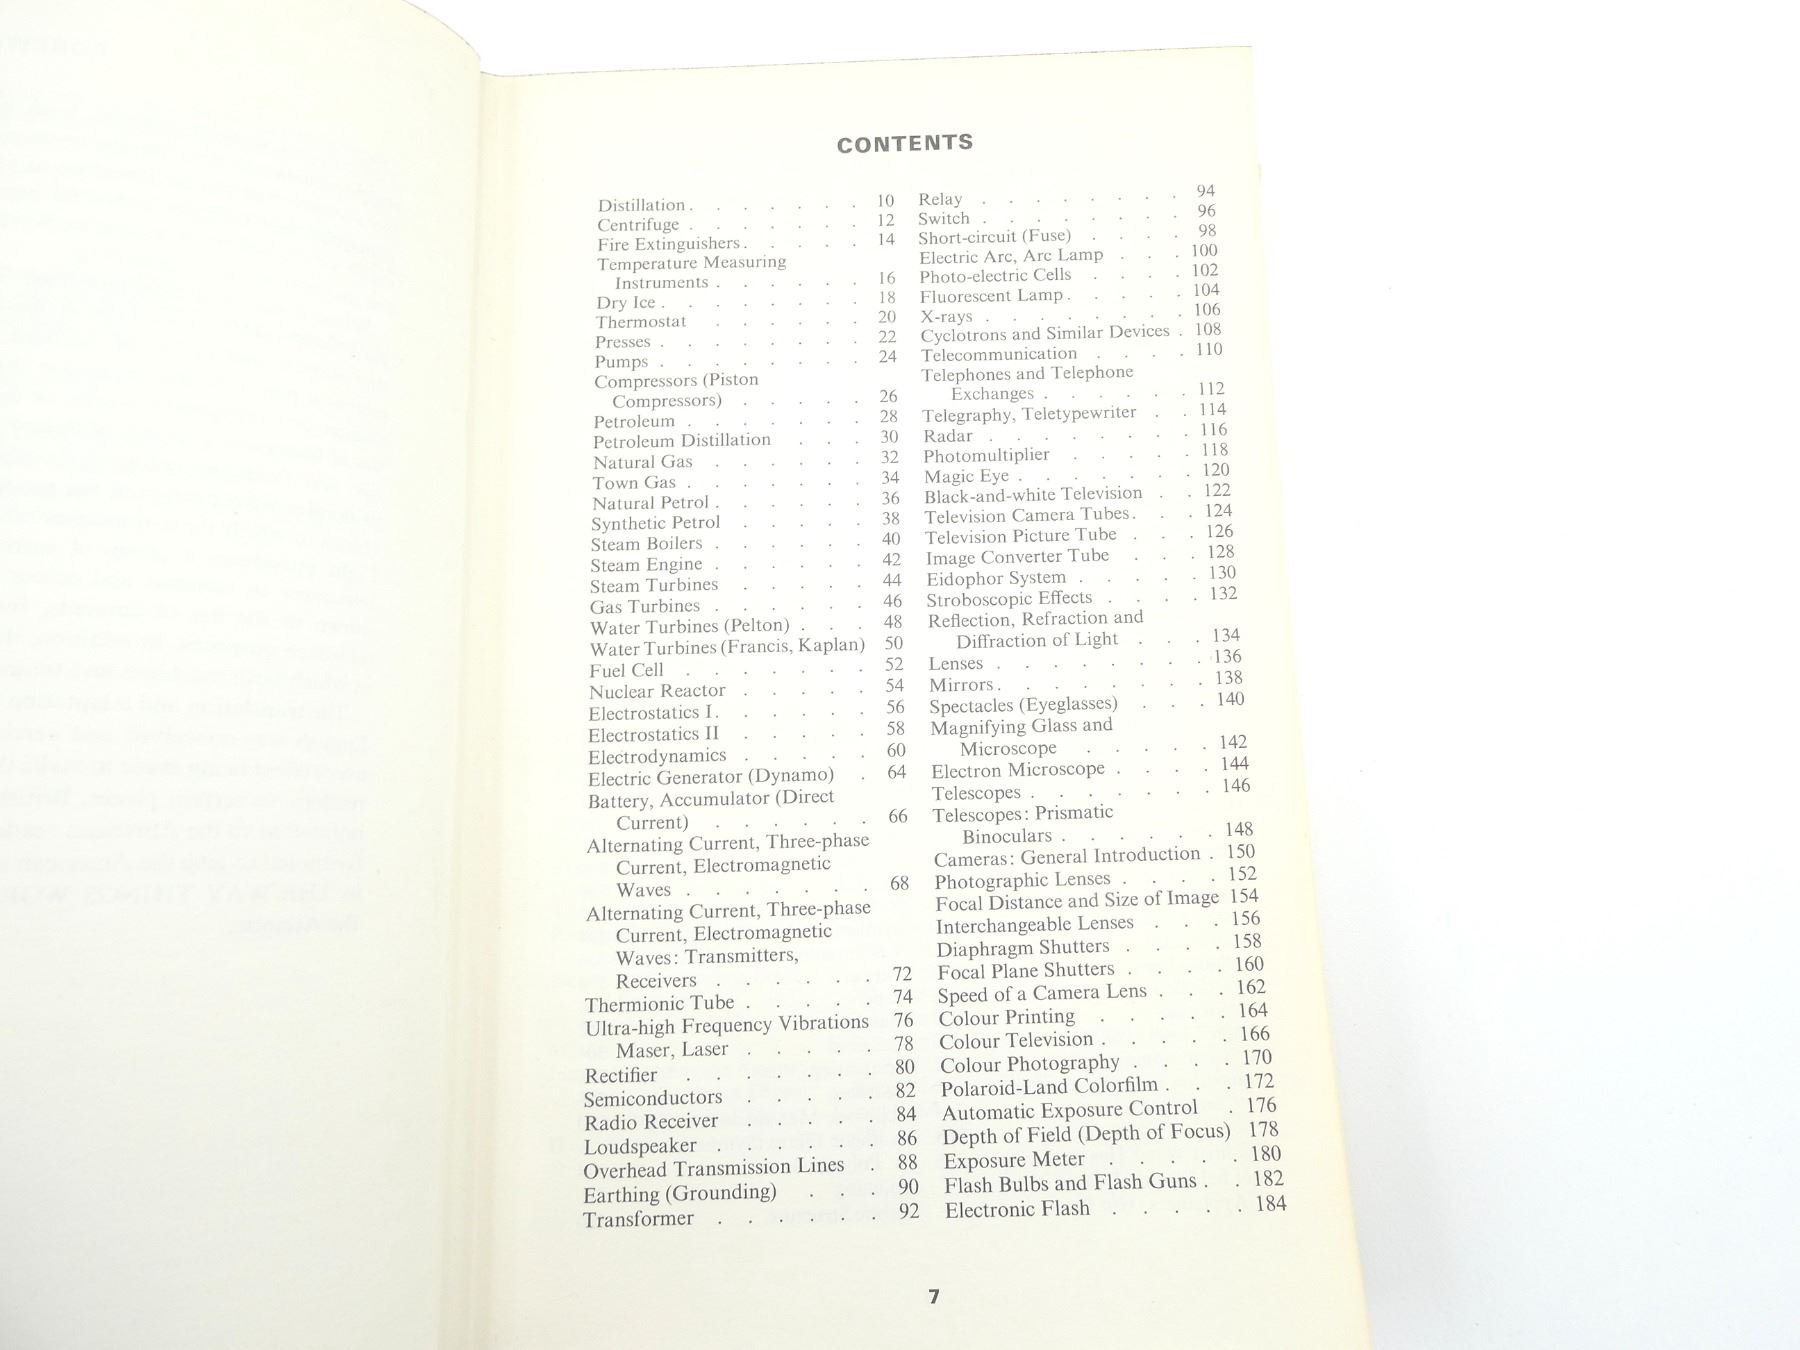 CONTENTS
Distillation . . . . . . . 10
Centrifuge . . . . . . . 12
Fire Extinguishers . . . . . 14
Temperature Measuring
Instruments . . . . . . 16
Dry Ice . . . . . . . . 18
Thermostat . . . . . . 20
Presses . . . . . . . . 22
Pumps . . . . . . . . 24
Compressors (Piston
Compressors) . . . . . 26
Petroleum . . . . . . . 28
Petroleum Distillation . . . 30
Natural Gas . . . . . . 32
Town Gas . . . . . . . 34
Natural Petrol . . . . . . 36
Synthetic Petrol . . . . . 38
Steam Boilers . . . . . . 40
Steam Engine . . . . . . 42
Steam Turbines . . . . . 44
Gas Turbines . . . . . . 46
Water Turbines (Pelton) . . . 48
Water Turbines (Francis, Kaplan) 50
Fuel Cell . . . . . . . 52
Nuclear Reactor . . . . . 54
Electrostatics I . . . . . . 56
Electrostatics II . . . . . 58
Electrodynamics . . . . . 60
Electric Generator (Dynamo) . 64
Battery, Accumulator (Direct
Current) . . . . . . 66
Alternating Current, Three-phase
Current, Electromagnetic
Waves . . . . . . . 68
Alternating Current, Three-phase
Current, Electromagnetic
Waves: Transmitters,
Receivers . . . . . . 72
Thermionic Tube . . . . . 74
Ultra-high Frequency Vibrations 76
Maser, Laser . . . . . 78
Rectifier . . . . . . . 80
Semiconductors . . . . . 82
Radio Receiver . . . . . 84
Loudspeaker . . . . . . 86
Overhead Transmission Lines . 88
Earthing (Grounding) . . . 90
Transformer . . . . . . 92
Relay . . . . . . . . 94
Switch . . . . . . . . 96
Short-circuit (Fuse) . . . . 98
Electric Arc, Arc Lamp . . . 100
Photo-electric Cells . . . . 102
Fluorescent Lamp . . . . . 104
X-rays . . . . . . . . 106
Cyclotrons and Similar Devices . 108
Telecommunication . . . . 110
Telephones and Telephone
Exchanges . . . . . . 112
Telegraphy, Teletypewriter . . 114
Radar . . . . . . . . 116
Photomultiplier . . . . . 118
Magic Eye . . . . . . . 120
Black-and-white Television . . 122
Television Camera Tubes . . . 124
Television Picture Tube . . . 126
Image Converter Tube . . . 128
Eidophor System . . . . . 130
Stroboscopic Effects . . . . 132
Reflection, Refraction and
Diffraction of Light . . . 134
Lenses . . . . . . . . 136
Mirrors . . . . . . . . 138
Spectacles (Eyeglasses) . . . 140
Magnifying Glass and
Microscope . . . . . 142
Electron Microscope . . . . 144
Telescopes . . . . . . . 146
Telescopes: Prismatic
Binoculars . . . . . . 148
Cameras: General Introduction . 150
Photographic Lenses . . . . 152
Focal Distance and Size of Image 154
Interchangeable Lenses . . . 156
Diaphragm Shutters . . . . 158
Focal Plane Shutters . . . . 160
Speed of a Camera Lens . . . 162
Colour Printing . . . . . 164
Colour Television . . . . . 166
Colour Photography . . . . 170
Polaroid-Land Colorfilm . . . 172
Automatic Exposure Control . 176
Depth of Field (Depth of Focus) 178
Exposure Meter . . . . . 180
Flash Bulbs and Flash Guns . . 182
Electronic Flash . . . . . 184
7